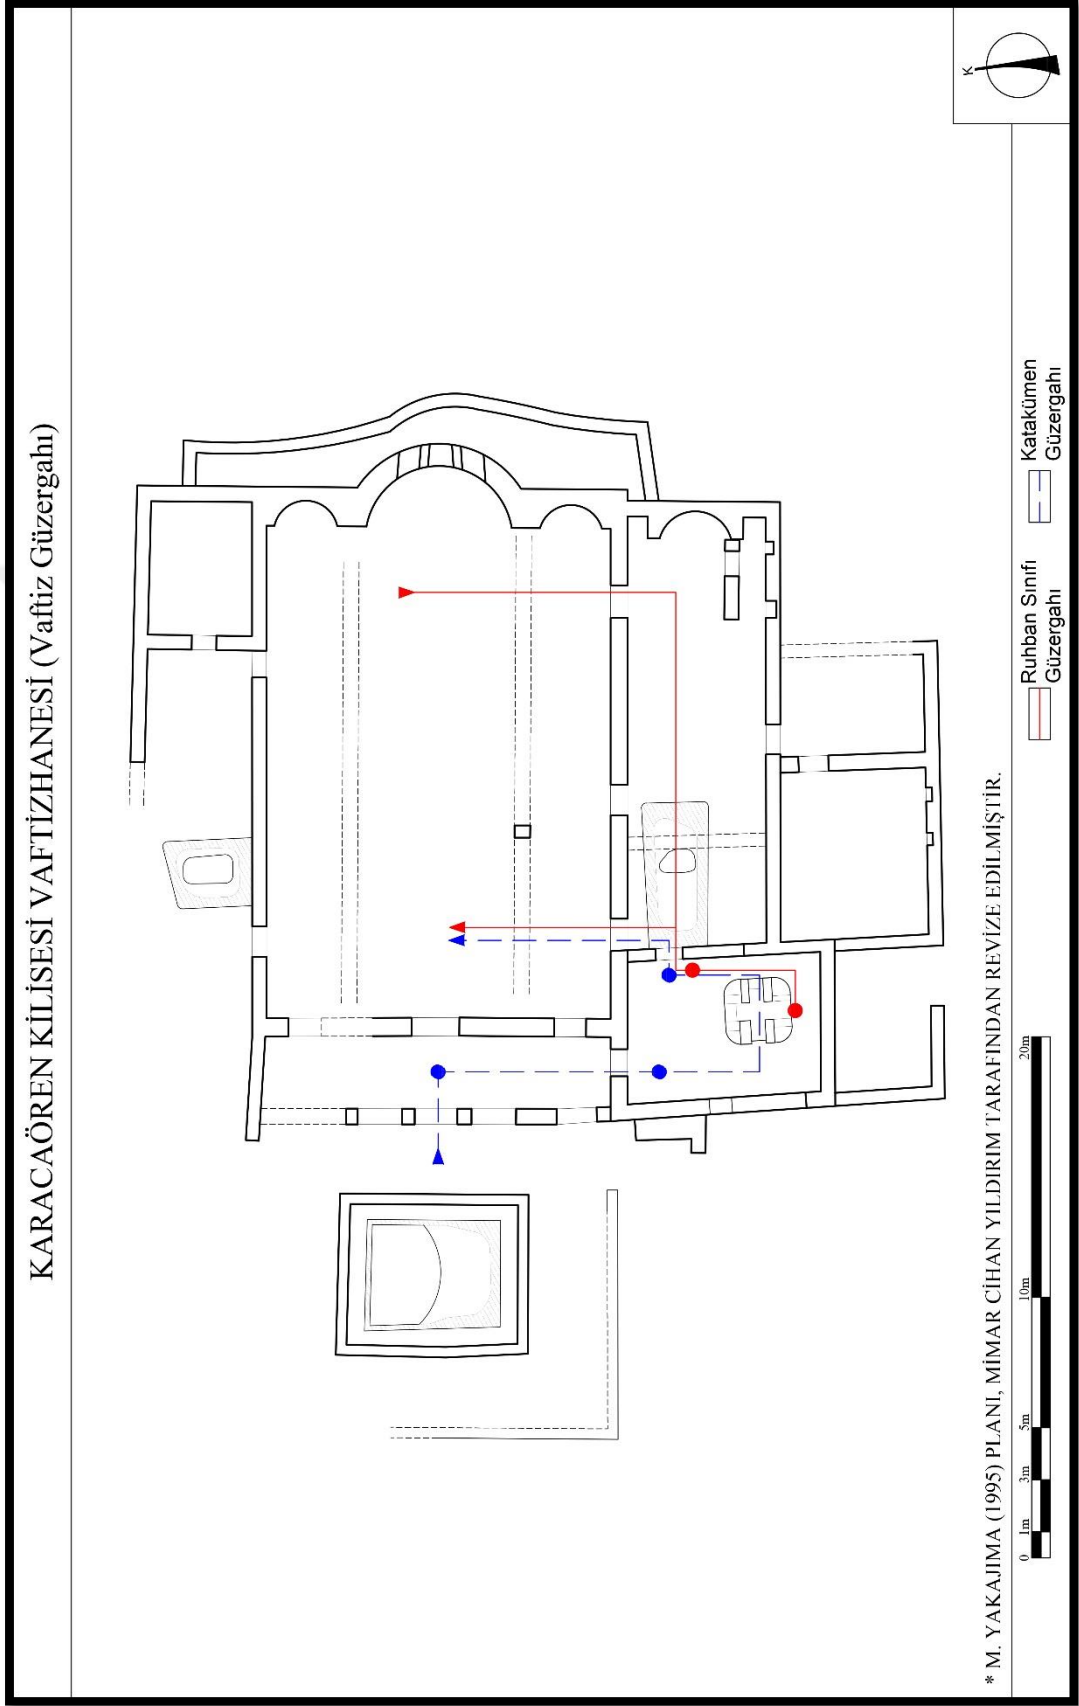 KARACAÖREN KİLİSESİ VAFTİZHANESİ (Vaftiz Güzergahı)
K
* M. YAKAJIMA (1995) PLANI, MİMAR CİHAN YILDIRIM TARAFINDAN REVİZE EDİLMİŞTİR.
0 1m 3m 5m 10m 20m
Ruhban Sınıfı
Güzergahı
Katakümen
Güzergahı